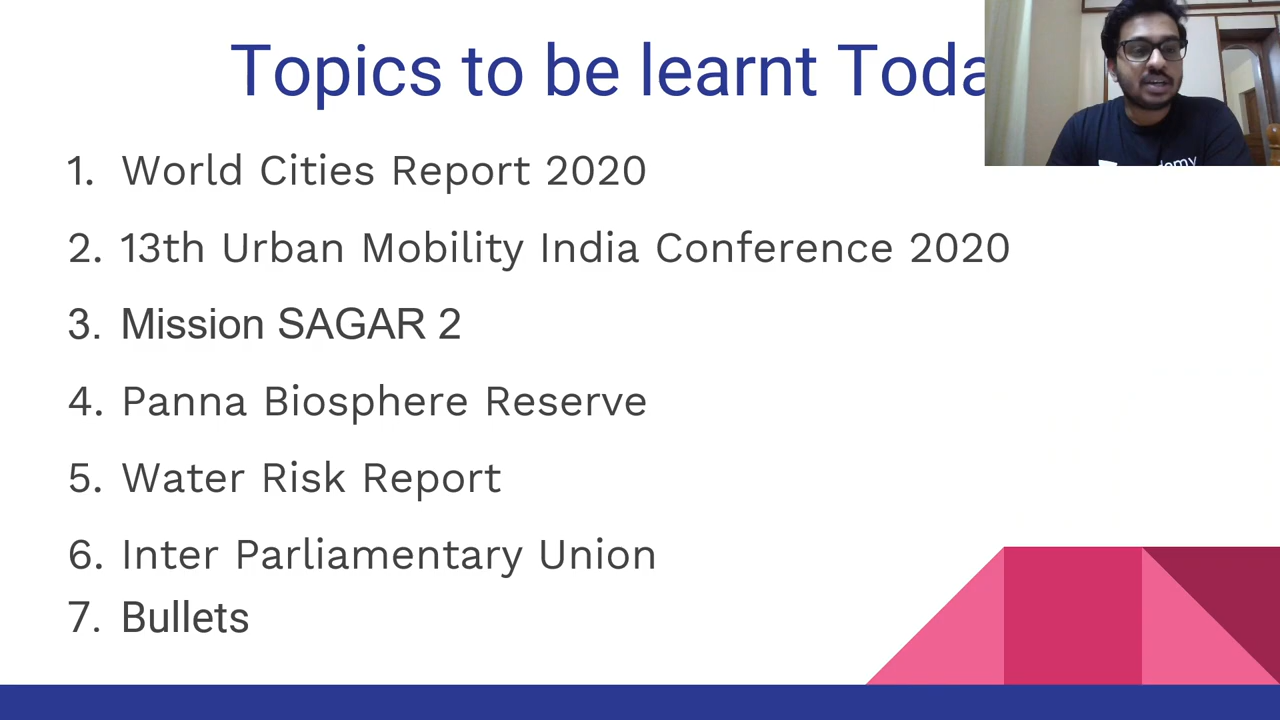 Topics to be learnt Toda
1. World Cities Report 2020
2. 13th Urban Mobility India Conference 2020
3. Mission SAGAR 2
4. Panna Biosphere Reserve
5. Water Risk Report
6. Inter Parliamentary Union
7. Bullets